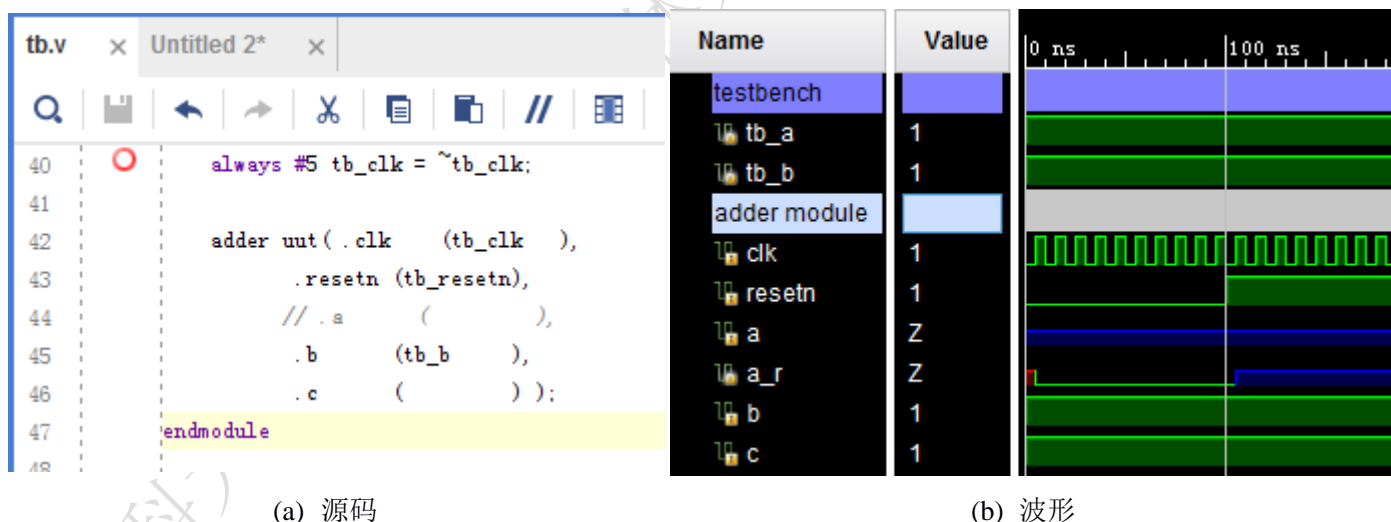 tb.v × Untitled 2* ×
40 always #5 tb_clk = ~tb_clk;
41
42 adder uut( .clk (tb_clk ),
43 .resetn (tb_resetn),
44 // .a ( ),
45 .b (tb_b ),
46 .c ( ) );
47 endmodule
48
(a) 源码
Name Value 0 ns 100 ns
testbench
tb_a 1
tb_b 1
adder module
clk 1
resetn 1
a Z
a_r Z
b 1
c 1
(b) 波形